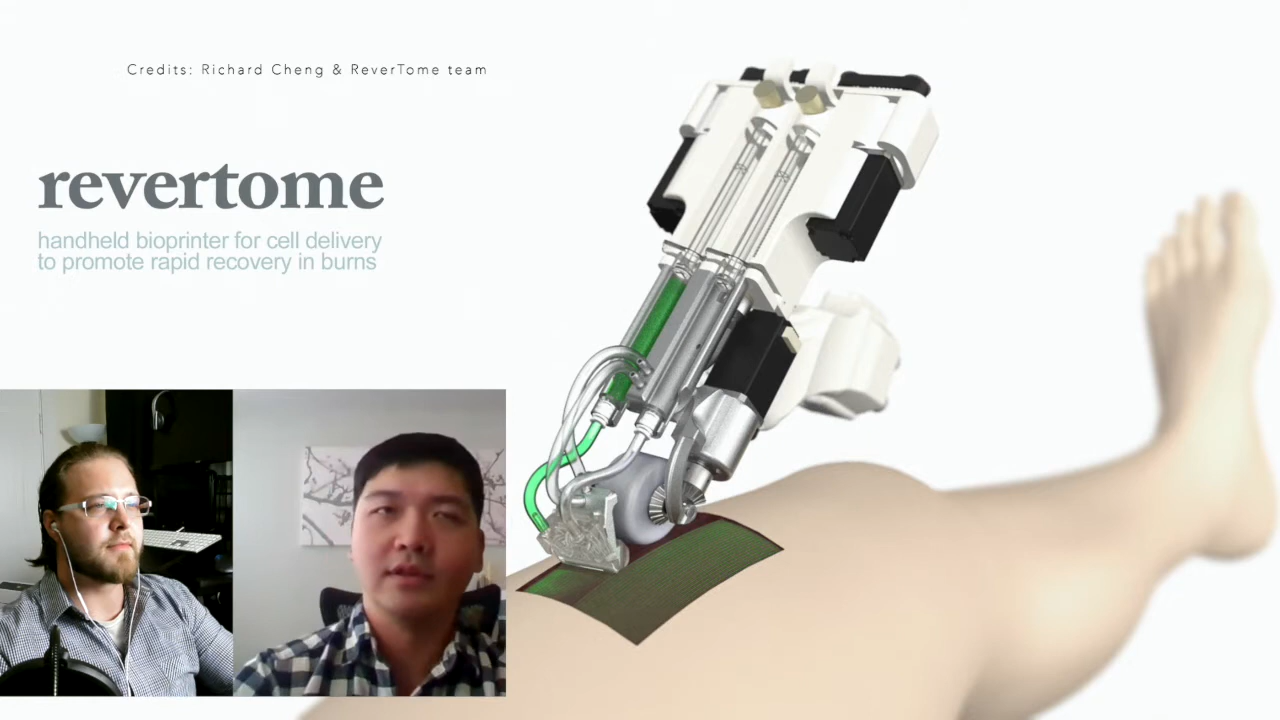 Credits: Richard Cheng & ReverTome team
revertome
handheld bioprinter for cell delivery
to promote rapid recovery in burns